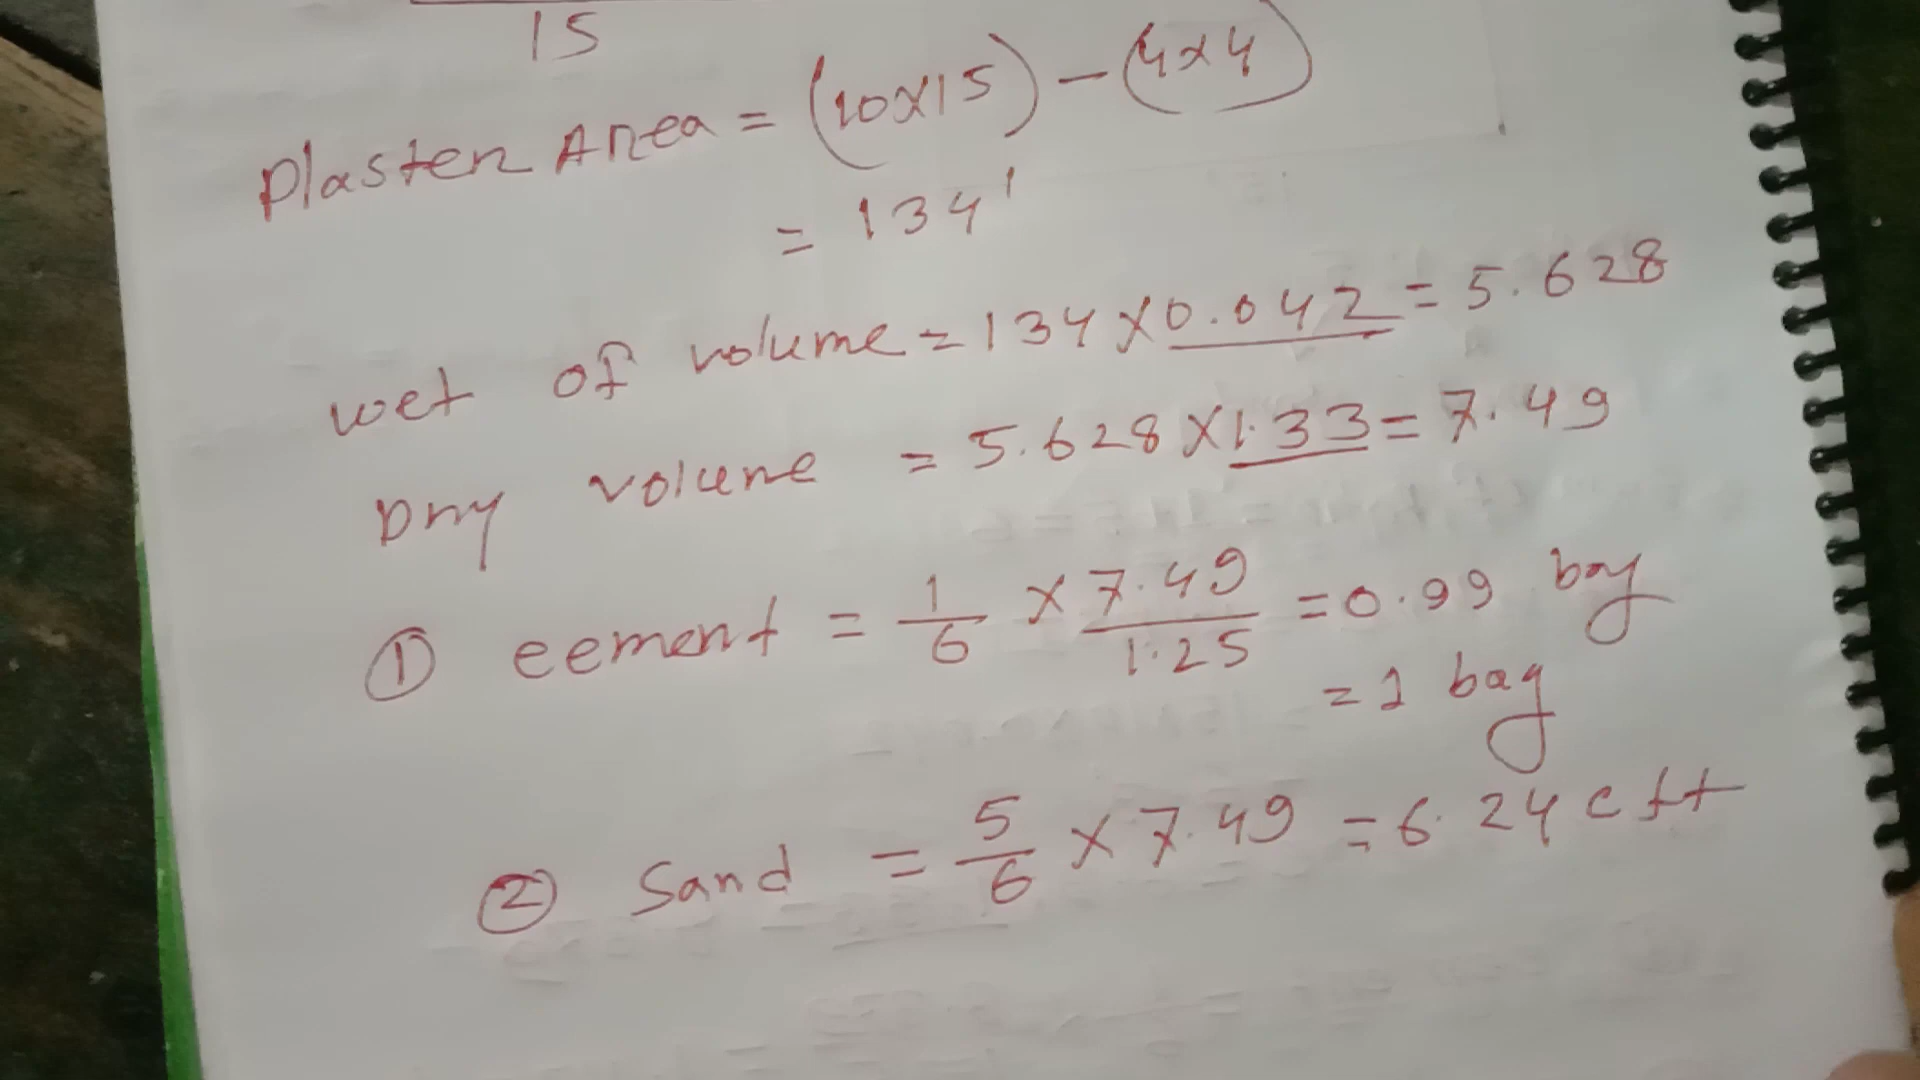 15
Plaster Area = (10x15) - (4x4)
= 134'
wet of volume = 134 x 0.042 = 5.628
Dry volume = 5.628 x 1.33 = 7.49
① eement = 1/6 x 7.49/1.25 = 0.99 bag
= 1 bag
② Sand = 5/6 x 7.49 = 6.24 cft